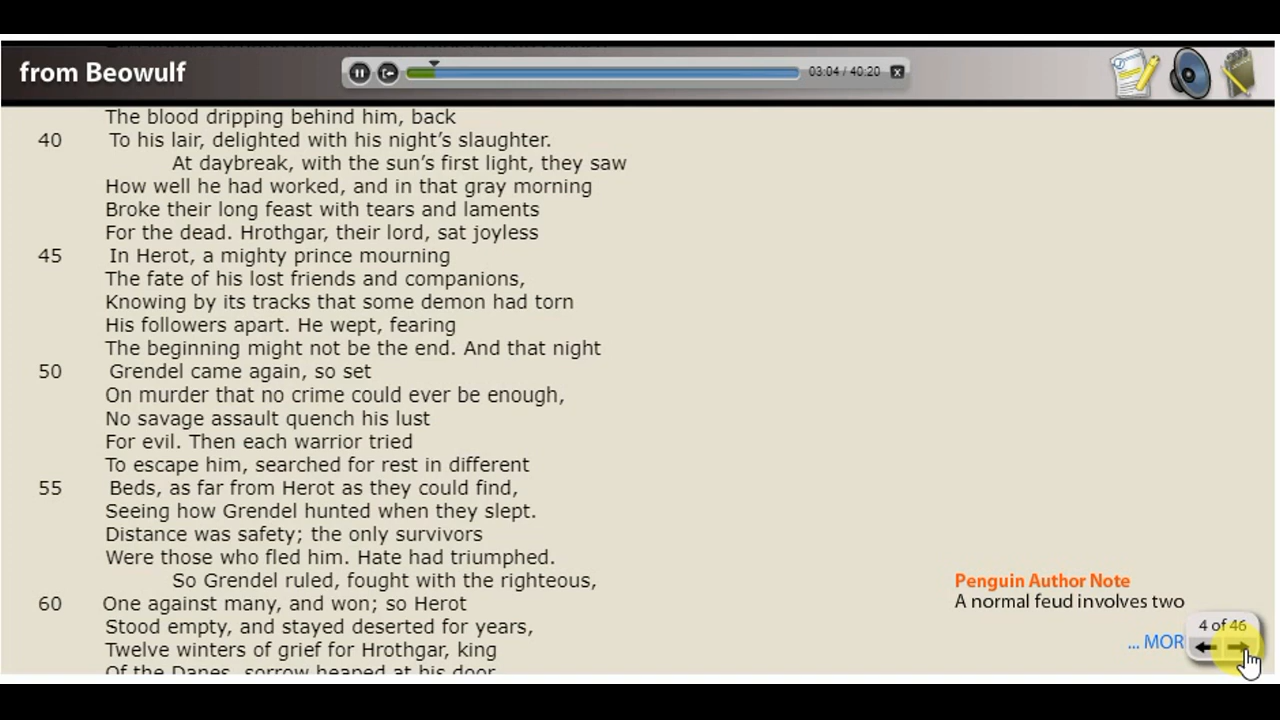 from Beowulf
03:04 / 40:20
The blood dripping behind him, back
40 To his lair, delighted with his night's slaughter.
At daybreak, with the sun's first light, they saw
How well he had worked, and in that gray morning
Broke their long feast with tears and laments
For the dead. Hrothgar, their lord, sat joyless
45 In Herot, a mighty prince mourning
The fate of his lost friends and companions,
Knowing by its tracks that some demon had torn
His followers apart. He wept, fearing
The beginning might not be the end. And that night
50 Grendel came again, so set
On murder that no crime could ever be enough,
No savage assault quench his lust
For evil. Then each warrior tried
To escape him, searched for rest in different
55 Beds, as far from Herot as they could find,
Seeing how Grendel hunted when they slept.
Distance was safety; the only survivors
Were those who fled him. Hate had triumphed.
So Grendel ruled, fought with the righteous,
60 One against many, and won; so Herot
Stood empty, and stayed deserted for years,
Twelve winters of grief for Hrothgar, king
Of the Danes, sorrow heaped at his door
Penguin Author Note
A normal feud involves two
... MOR
4 of 46